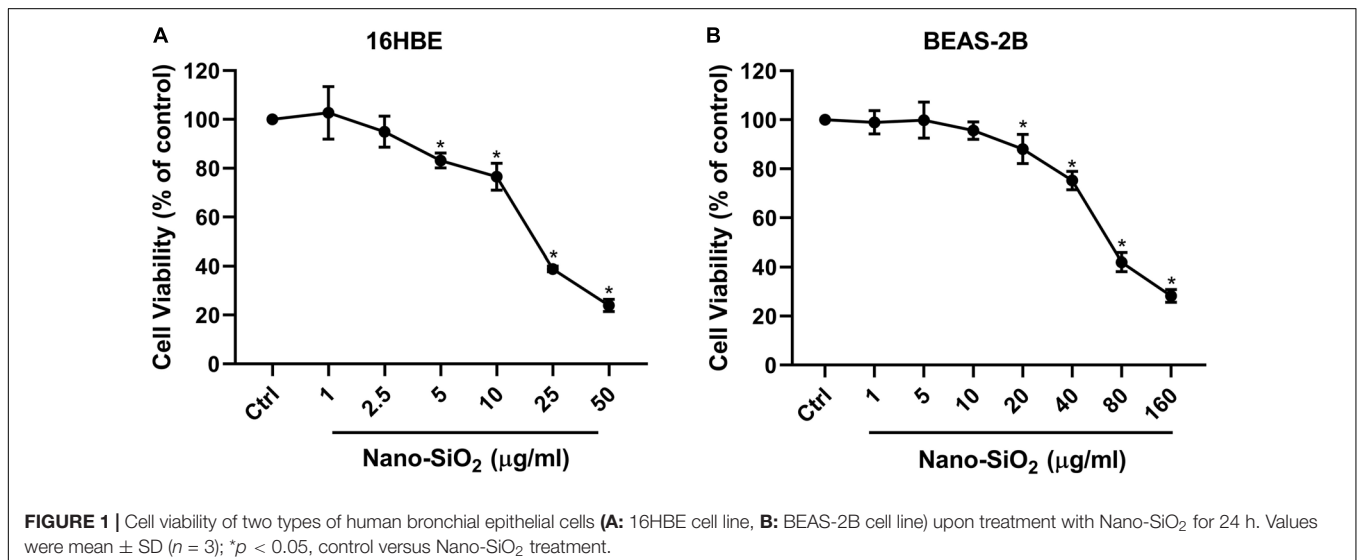 A
16HBE
Cell Viability (% of control)
120
100
80
60
40
20
0
* * * *
Ctrl 1 2.5 5 10 25 50
Nano-SiO₂ (μg/ml)
B
BEAS-2B
Cell Viability (% of control)
120
100
80
60
40
20
0
* * * *
Ctrl 1 5 10 20 40 80 160
Nano-SiO₂ (μg/ml)
FIGURE 1 | Cell viability of two types of human bronchial epithelial cells (A: 16HBE cell line, B: BEAS-2B cell line) upon treatment with Nano-SiO₂ for 24 h. Values
were mean ± SD (n = 3); *p < 0.05, control versus Nano-SiO₂ treatment.